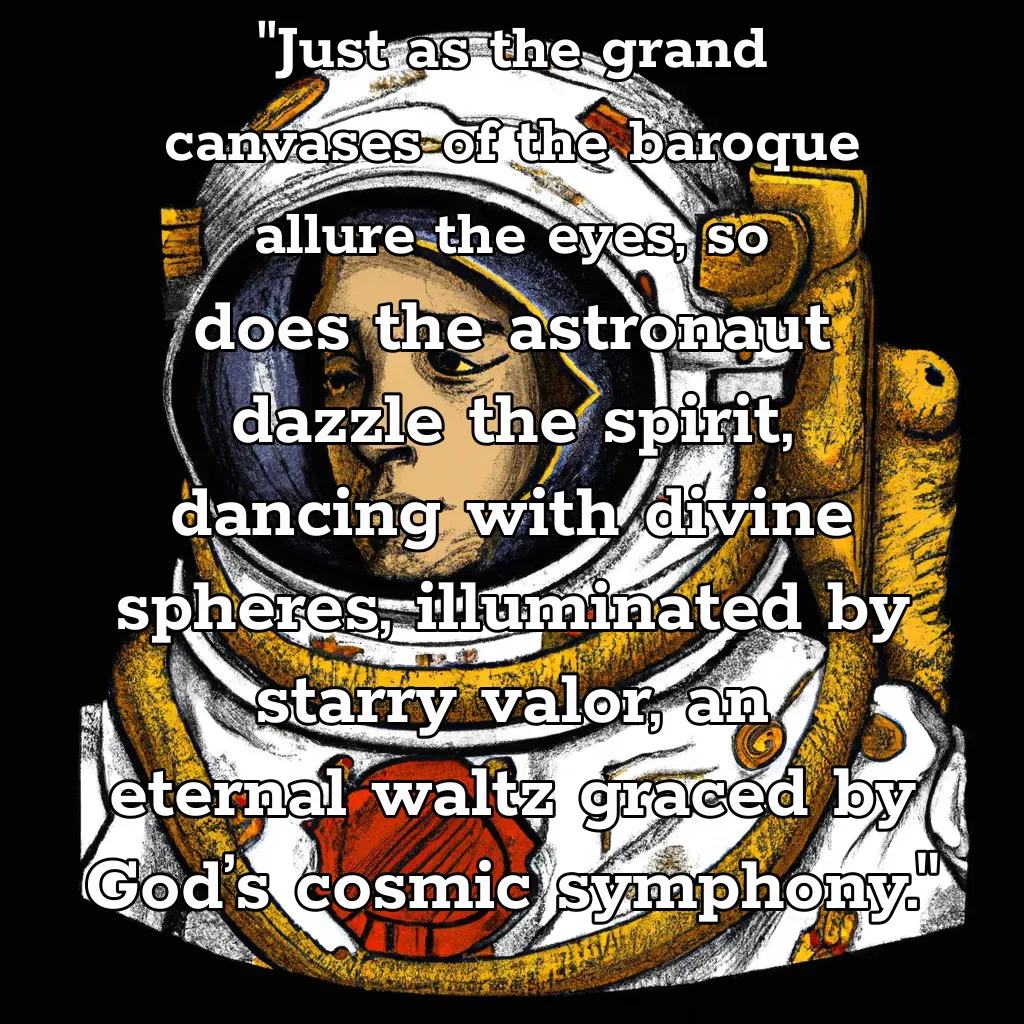 "Just as the grand
canvases of the baroque
allure the eyes, so
does the astronaut
dazzle the spirit,
dancing with divine
spheres, illuminated by
starry valor, an
eternal waltz graced by
God's cosmic symphony."